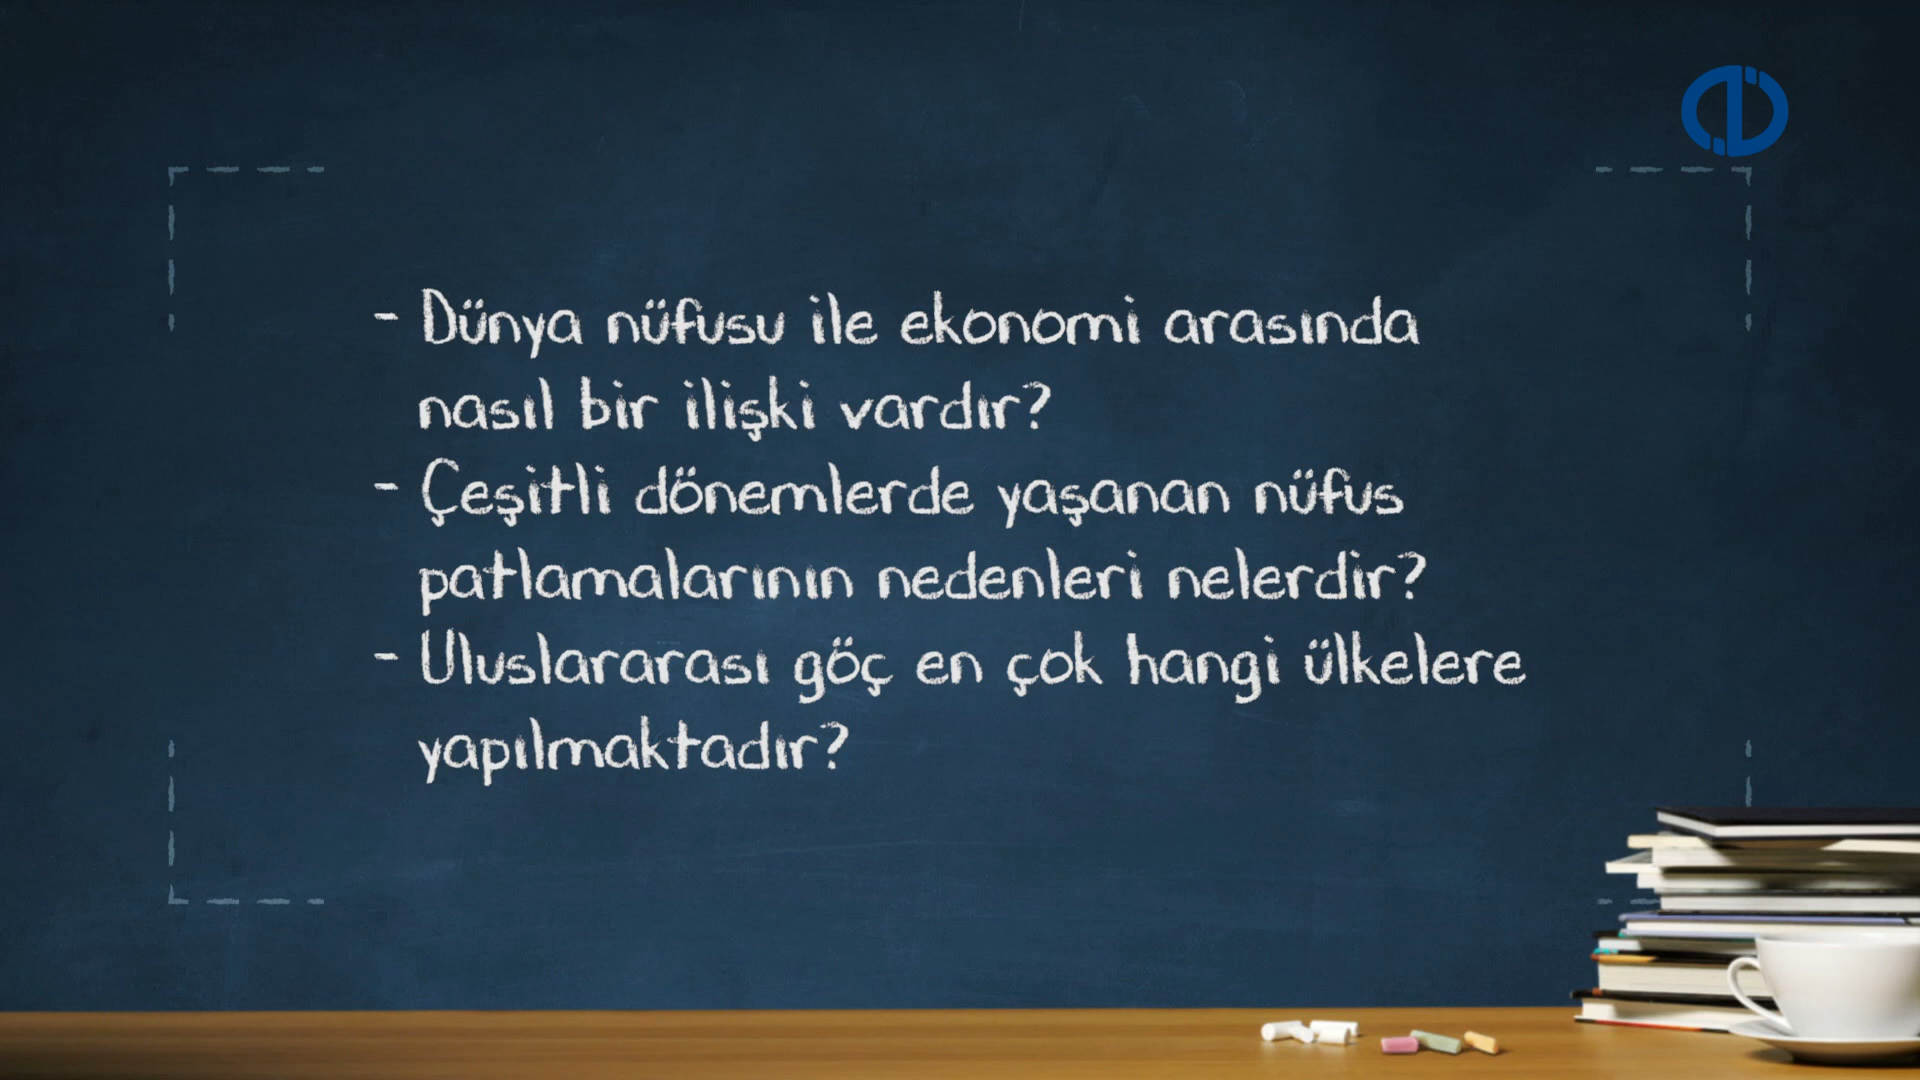 - Dünya nüfusu ile ekonomi arasında
nasıl bir ilişki vardır?
- Çeşitli dönemlerde yaşanan nüfus
patlamalarının nedenleri nelerdir?
- Uluslararası göç en çok hangi ülkelere
yapılmaktadır?